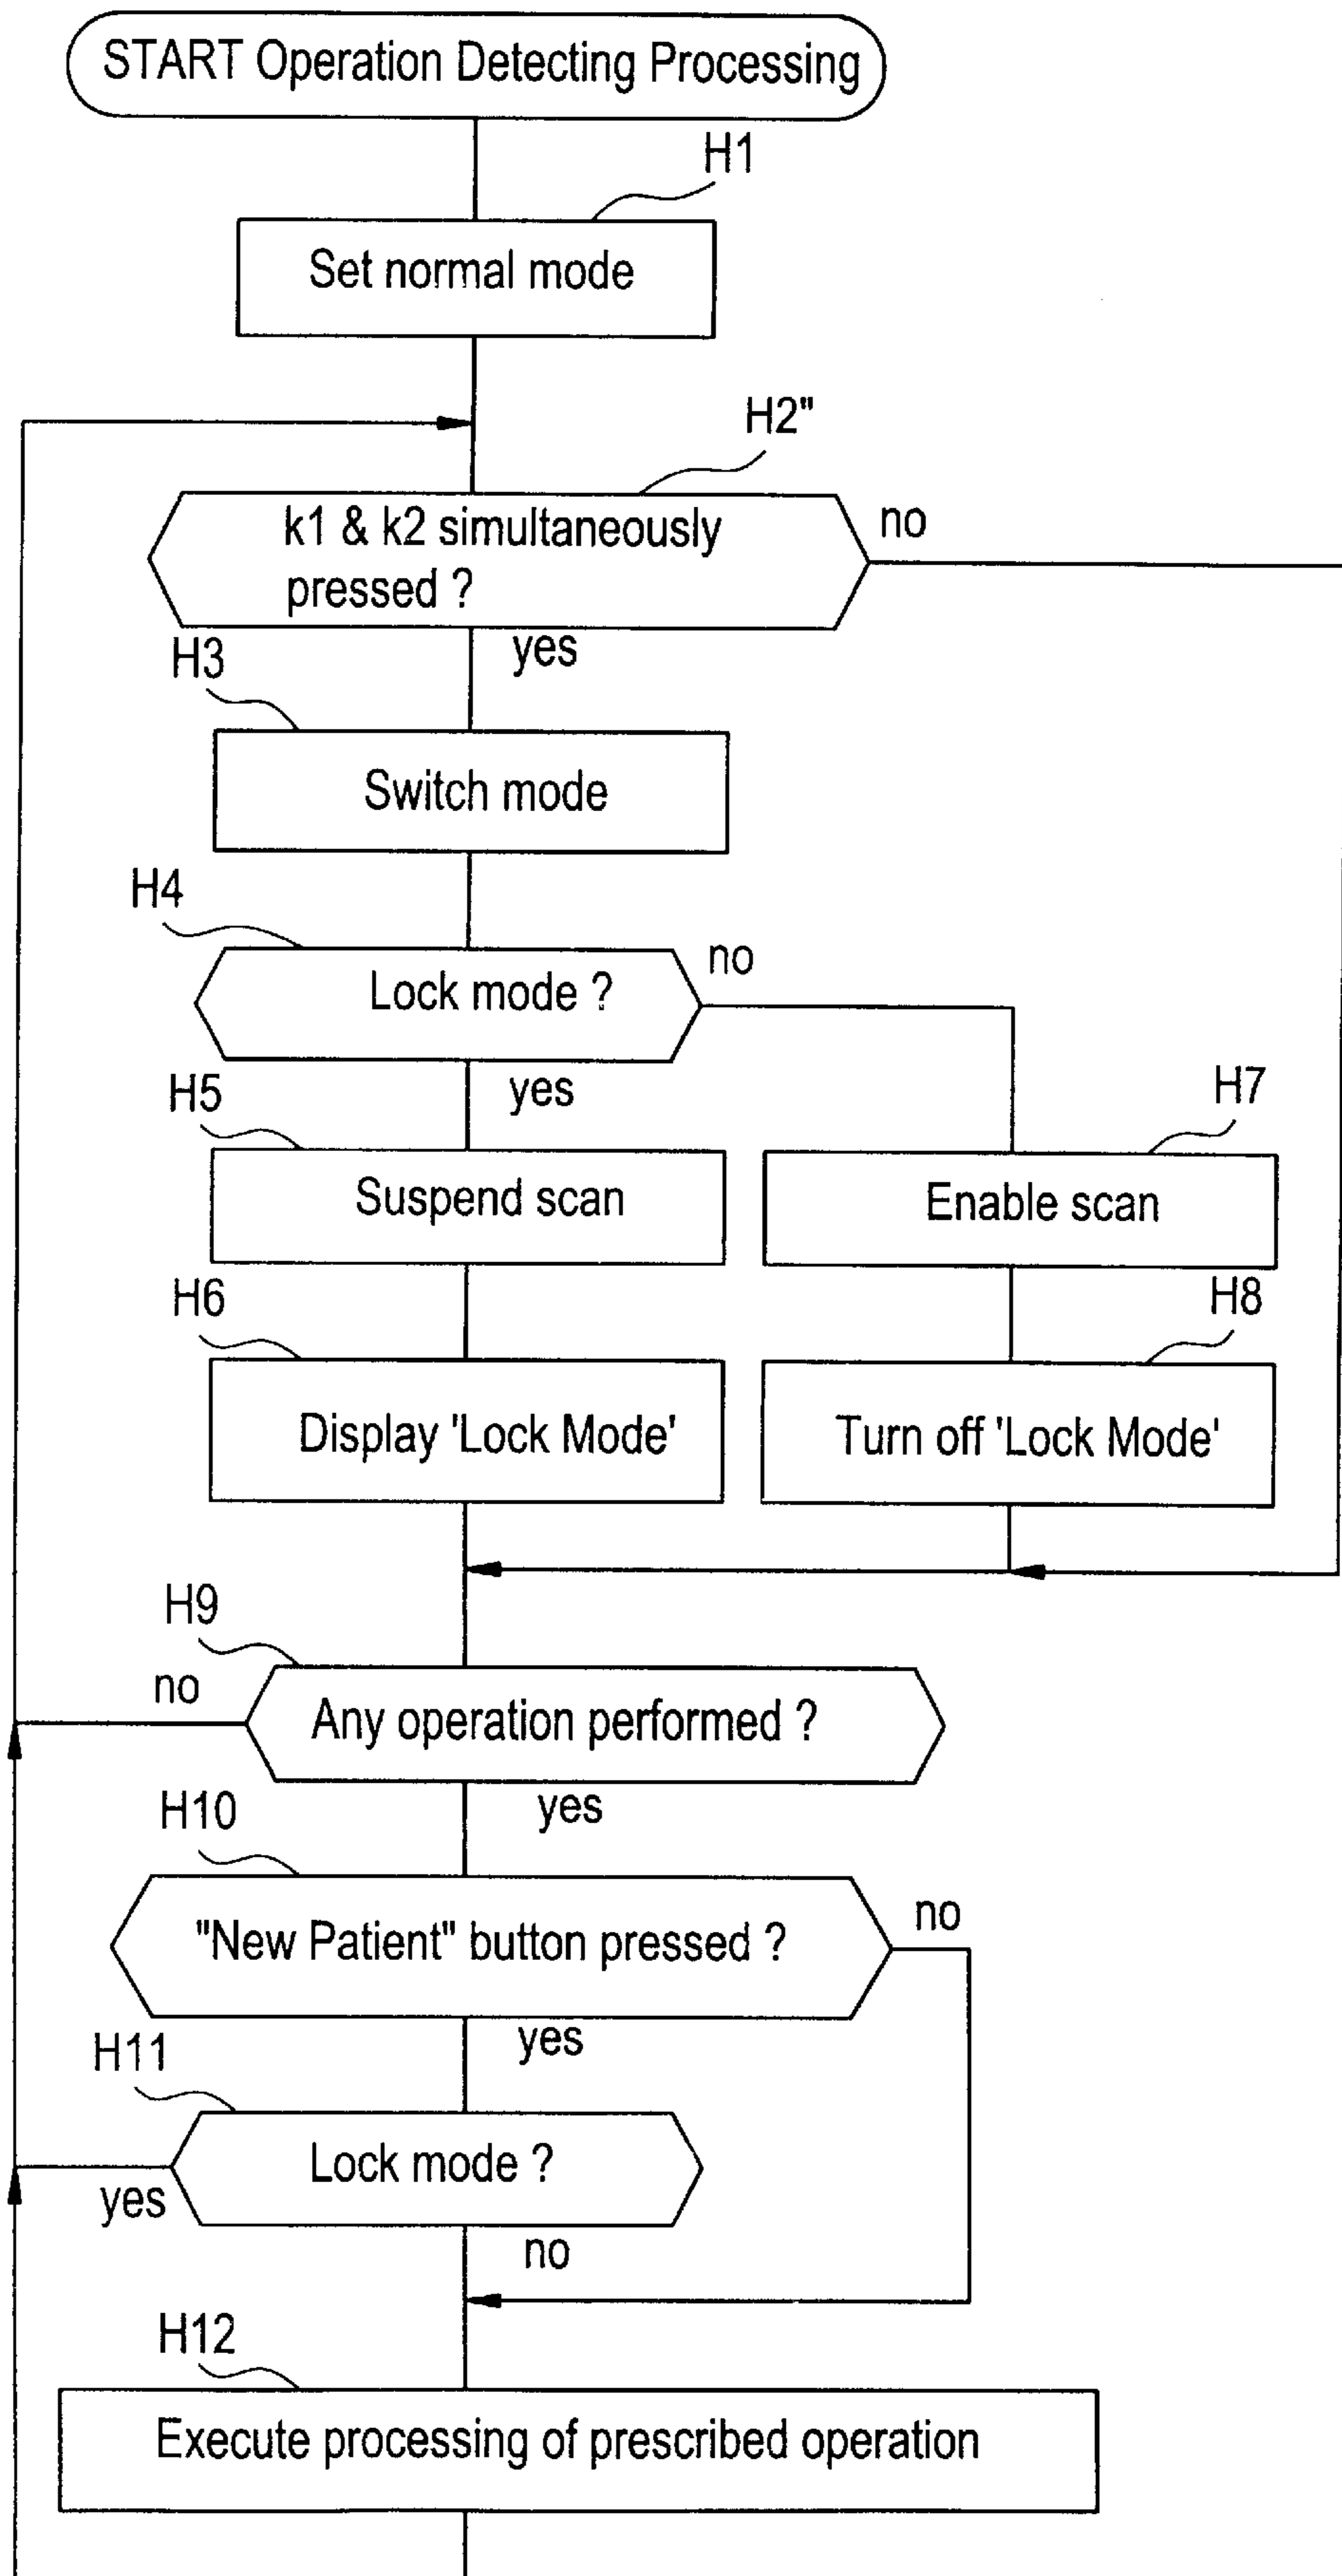 START Operation Detecting Processing
H1
Set normal mode
H2"
k1 & k2 simultaneously
pressed ?
no
yes
H3
Switch mode
H4
Lock mode ?
no
yes
H5
Suspend scan
H7
Enable scan
H6
Display 'Lock Mode'
H8
Turn off 'Lock Mode'
H9
no
Any operation performed ?
yes
H10
"New Patient" button pressed ?
no
yes
H11
Lock mode ?
yes
no
H12
Execute processing of prescribed operation